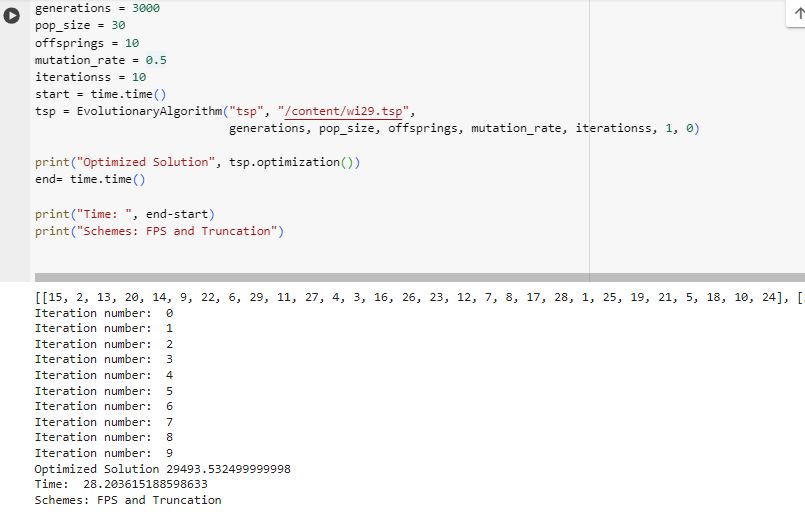 generations = 3000
pop_size = 30
offsprings = 10
mutation_rate = 0.5
iterationss = 10
start = time.time()
tsp = EvolutionaryAlgorithm("tsp", "/content/wi29.tsp",
generations, pop_size, offsprings, mutation_rate, iterationss, 1, 0)
print("Optimized Solution", tsp.optimization())
end= time.time()
print("Time: ", end-start)
print("Schemes: FPS and Truncation")
[[15, 2, 13, 20, 14, 9, 22, 6, 29, 11, 27, 4, 3, 16, 26, 23, 12, 7, 8, 17, 28, 1, 25, 19, 21, 5, 18, 10, 24], [
Iteration number:  0
Iteration number:  1
Iteration number:  2
Iteration number:  3
Iteration number:  4
Iteration number:  5
Iteration number:  6
Iteration number:  7
Iteration number:  8
Iteration number:  9
Optimized Solution 29493.532499999998
Time:  28.203615188598633
Schemes: FPS and Truncation